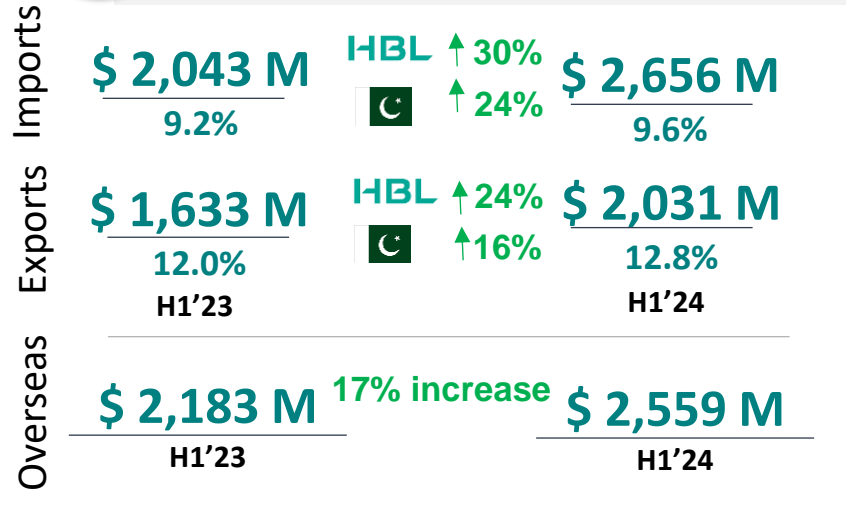 Imports
$ 2,043 M
HBL 30%
$ 2,656 M
9.2%
24%
9.6%
Exports
$ 1,633 M
HBL 24%
$ 2,031 M
12.0%
16%
12.8%
H1’23
H1’24
Overseas
$ 2,183 M
17% increase
$ 2,559 M
H1’23
H1’24